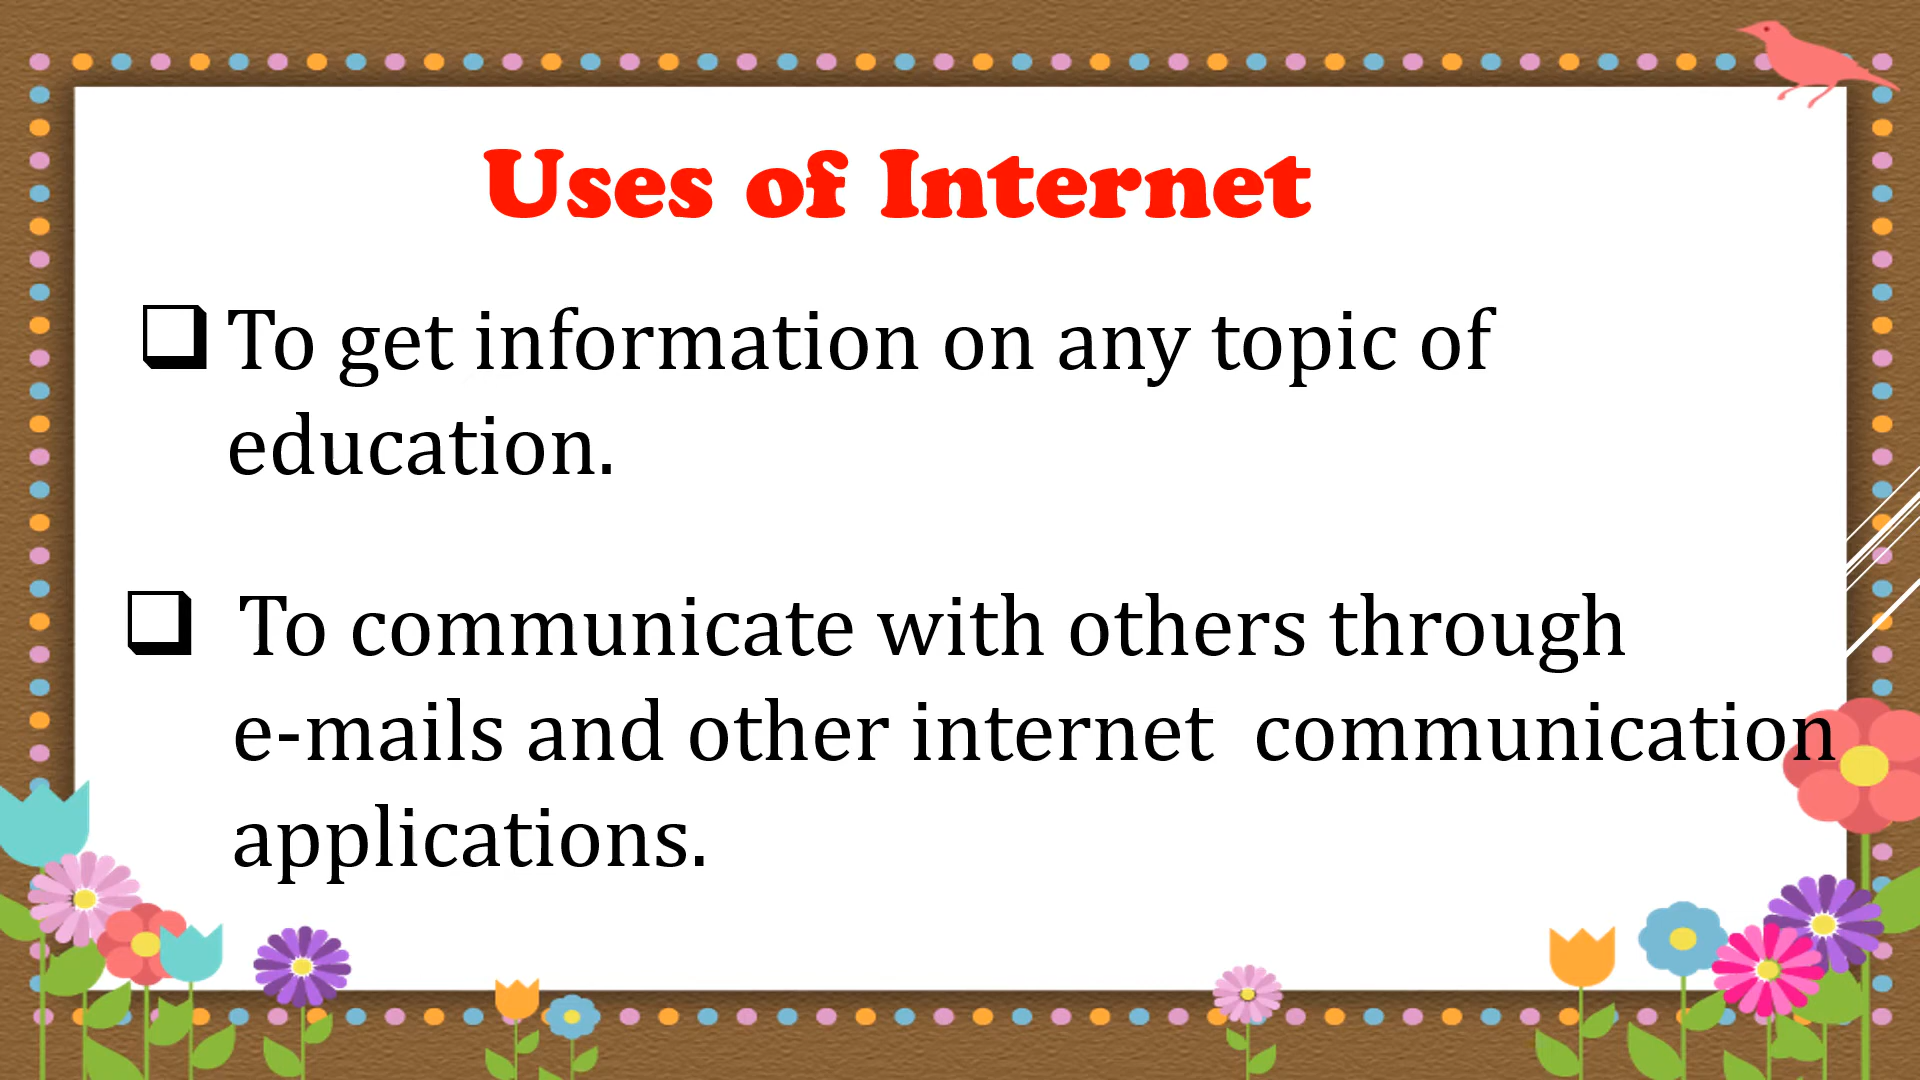 Uses of Internet
❑ To get information on any topic of
education.
❑ To communicate with others through
e-mails and other internet communication
applications.